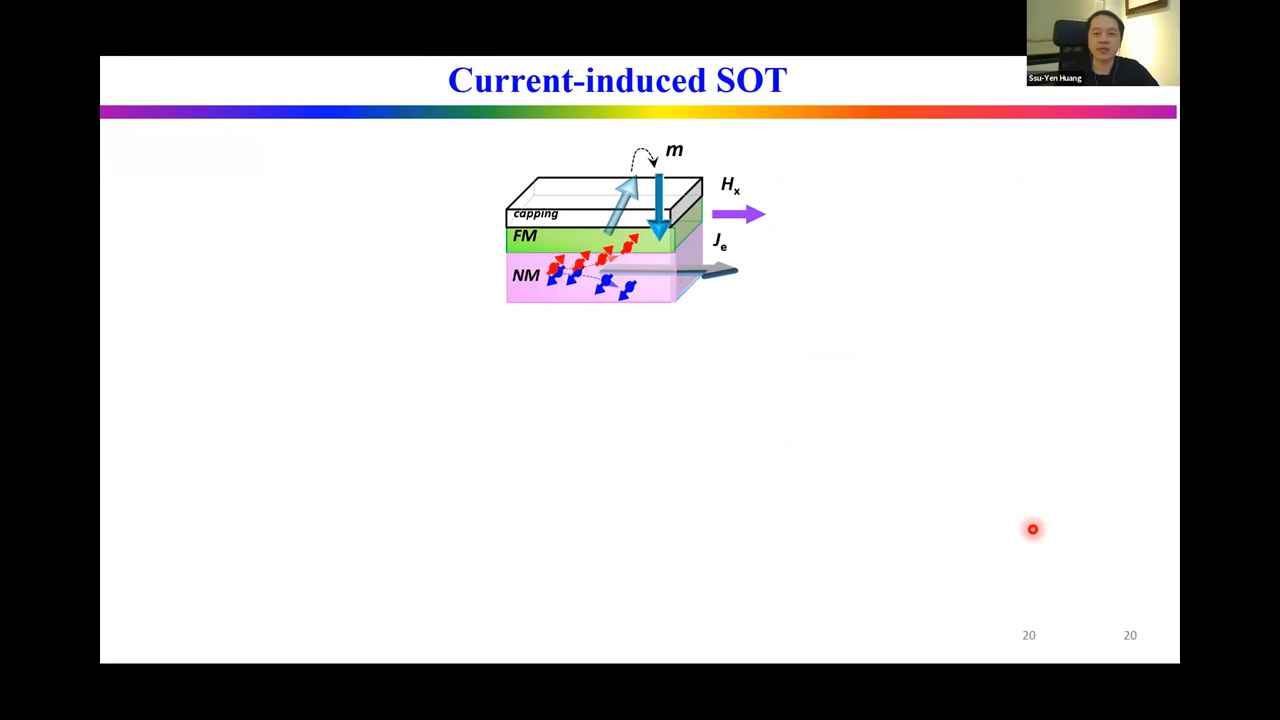 Ssu-Yen Huang
Current-induced SOT
m
Hx
capping
FM
Je
NM
20
20